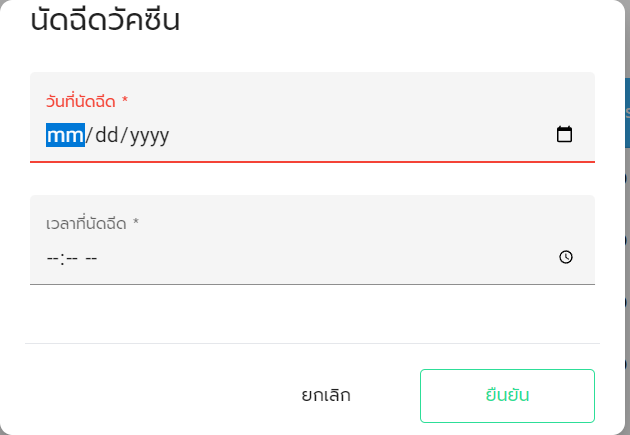 นัดฉีดวัคซีน
วันที่นัดฉีด *
mm/dd/yyyy
เวลาที่นัดฉีด *
--:-- --
ยกเลิก
ยืนยัน